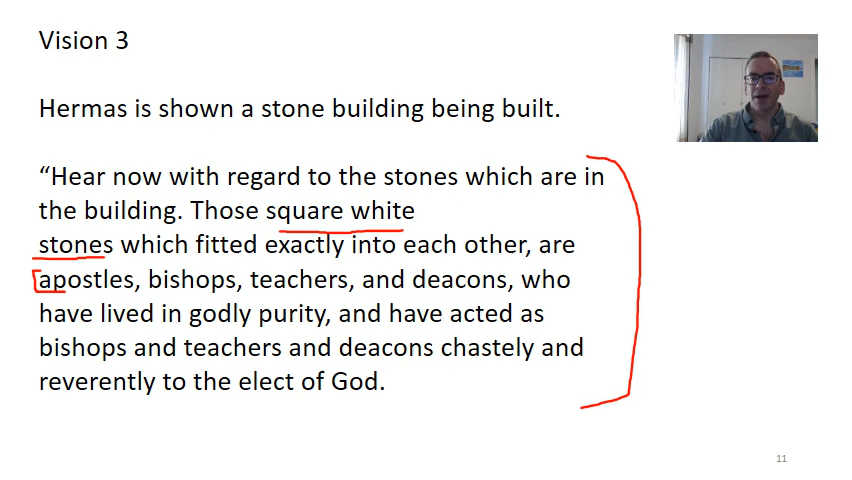 Vision 3
Hermas is shown a stone building being built.
“Hear now with regard to the stones which are in
the building. Those square white
stones which fitted exactly into each other, are
apostles, bishops, teachers, and deacons, who
have lived in godly purity, and have acted as
bishops and teachers and deacons chastely and
reverently to the elect of God.
11